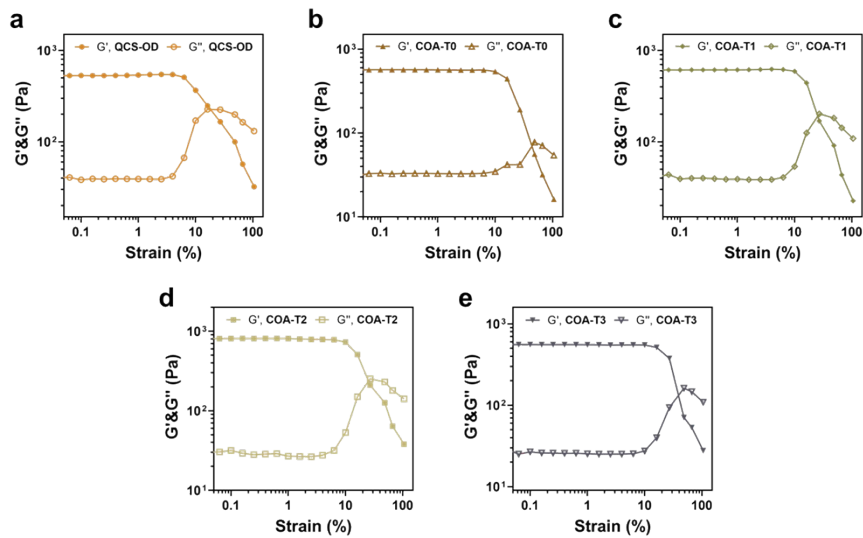 a
G', QCS-OD G'', QCS-OD
G'&G'' (Pa)
10³
10²
0.1 1 10 100
Strain (%)
b
G', COA-T0 G'', COA-T0
G'&G'' (Pa)
10³
10²
10¹
0.1 1 10 100
Strain (%)
c
G', COA-T1 G'', COA-T1
G'&G'' (Pa)
10³
10²
0.1 1 10 100
Strain (%)
d
G', COA-T2 G'', COA-T2
G'&G'' (Pa)
10³
10²
10¹
0.1 1 10 100
Strain (%)
e
G', COA-T3 G'', COA-T3
G'&G'' (Pa)
10³
10²
10¹
0.1 1 10 100
Strain (%)